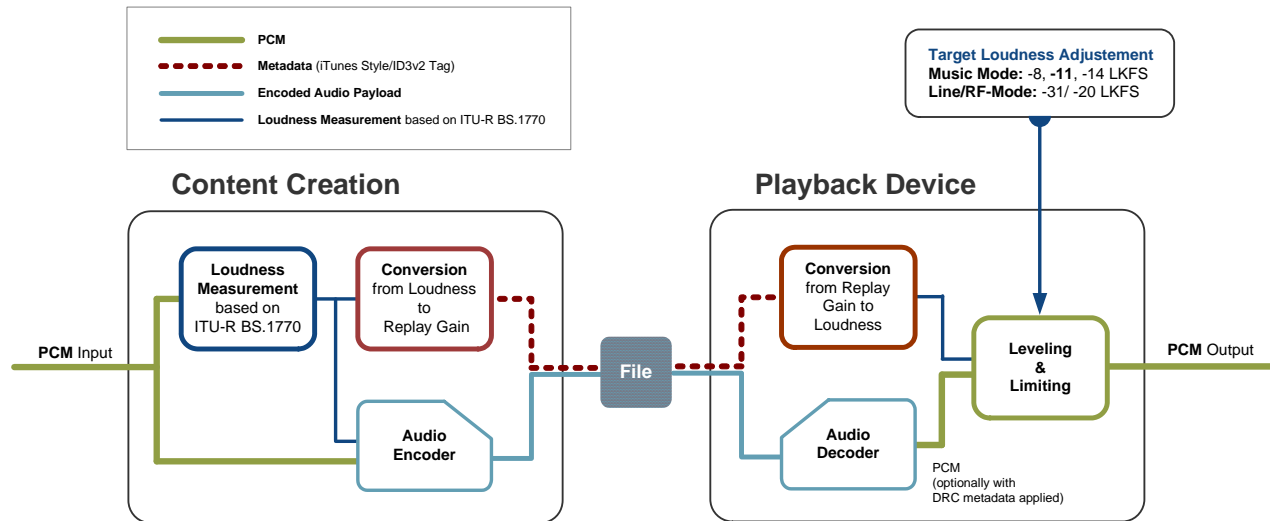 PCM
Metadata (iTunes Style/ID3v2 Tag)
Encoded Audio Payload
Loudness Measurement based on ITU-R BS.1770
Target Loudness Adjustement
Music Mode: -8, -11, -14 LKFS
Line/RF-Mode: -31/ -20 LKFS
Content Creation
Playback Device
Loudness
Measurement
based on
ITU-R BS.1770
Conversion
from Loudness
to
Replay Gain
Conversion
from Replay
Gain to
Loudness
PCM Input
File
Leveling
&
Limiting
PCM Output
Audio
Encoder
Audio
Decoder
PCM
(optionally with
DRC metadata applied)